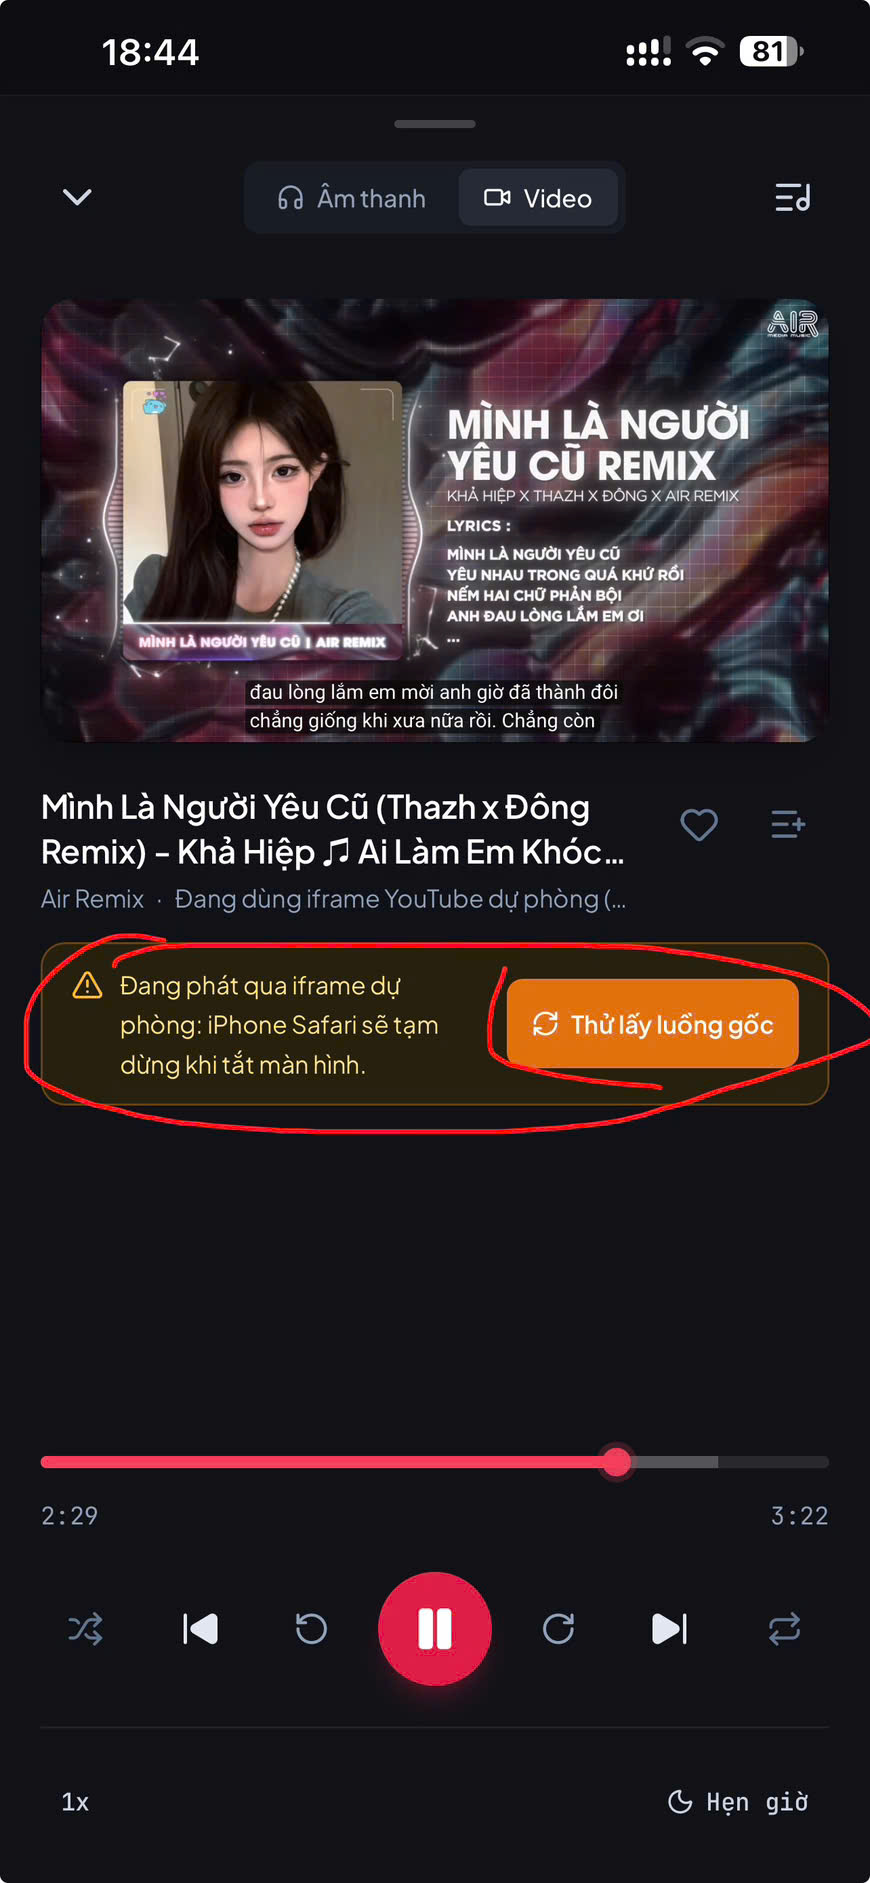 18:44
81
Âm thanh
Video
AIR
MEDIA MUSIC
MÌNH LÀ NGƯỜI
YÊU CŨ REMIX
KHẢ HIỆP X THAZH X ĐÔNG X AIR REMIX
LYRICS :
MÌNH LÀ NGƯỜI YÊU CŨ
YÊU NHAU TRONG QUÁ KHỨ RỒI
NẾM HAI CHỮ PHẢN BỘI
ANH ĐAU LÒNG LẮM EM ƠI
...
MÌNH LÀ NGƯỜI YÊU CŨ | AIR REMIX
đau lòng lắm em mời anh giờ đã thành đôi
chẳng giống khi xưa nữa rồi. Chẳng còn
Mình Là Người Yêu Cũ (Thazh x Đông
Remix) - Khả Hiệp 🎵 Ai Làm Em Khóc...
Air Remix · Đang dùng iframe YouTube dự phòng (...
Đang phát qua iframe dự
phòng: iPhone Safari sẽ tạm
dừng khi tắt màn hình.
Thử lấy luồng gốc
2:29
3:22
1x
Hẹn giờ